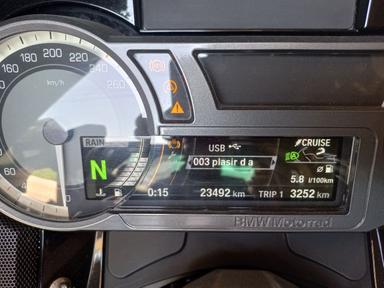 180 200 220
160 240
140 260
km/h
60
40
RAIN
N
USB
003 plasir d a
CRUISE
5.8 l/100km
0:15 23492 km TRIP 1 3252 km
BMW Motorrad